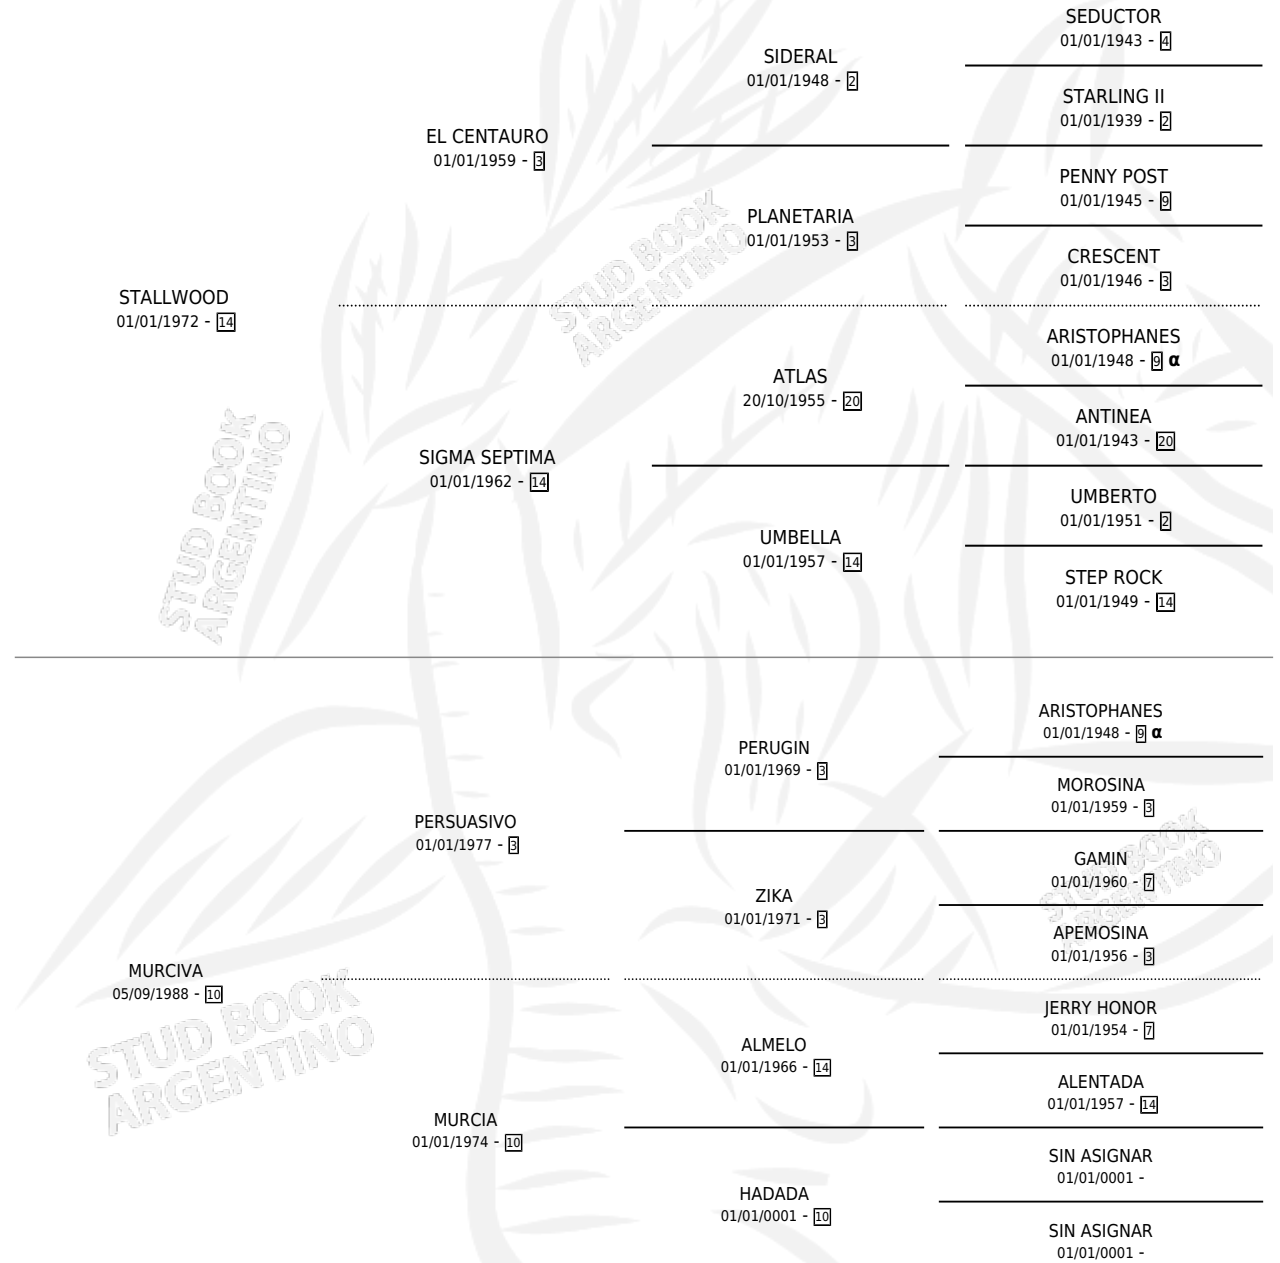 SEDUCTOR
01/01/1943 - 4
SIDERAL
01/01/1948 - 2
STARLING II
01/01/1939 - 2
EL CENTAURO
01/01/1959 - 3
PENNY POST
01/01/1945 - 9
PLANETARIA
01/01/1953 - 3
CRESCENT
01/01/1946 - 3
STALLWOOD
01/01/1972 - 14
ARISTOPHANES
01/01/1948 - 9 α
ATLAS
20/10/1955 - 20
ANTINEA
01/01/1943 - 20
SIGMA SEPTIMA
01/01/1962 - 14
UMBERTO
01/01/1951 - 2
UMBELLA
01/01/1957 - 14
STEP ROCK
01/01/1949 - 14
STUD BOOK
ARGENTINO
STUD BOOK
ARGENTINO
ARISTOPHANES
01/01/1948 - 9 α
PERUGIN
01/01/1969 - 3
MOROSINA
01/01/1959 - 3
PERSUASIVO
01/01/1977 - 3
GAMIN
01/01/1960 - 7
ZIKA
01/01/1971 - 3
APEMOSINA
01/01/1956 - 3
MURCIVA
05/09/1988 - 10
JERRY HONOR
01/01/1954 - 7
ALMELO
01/01/1966 - 14
ALENTADA
01/01/1957 - 14
MURCIA
01/01/1974 - 10
SIN ASIGNAR
01/01/0001 -
HADADA
01/01/0001 - 10
SIN ASIGNAR
01/01/0001 -
STUD BOOK
ARGENTINO
STUD BOOK
ARGENTINO